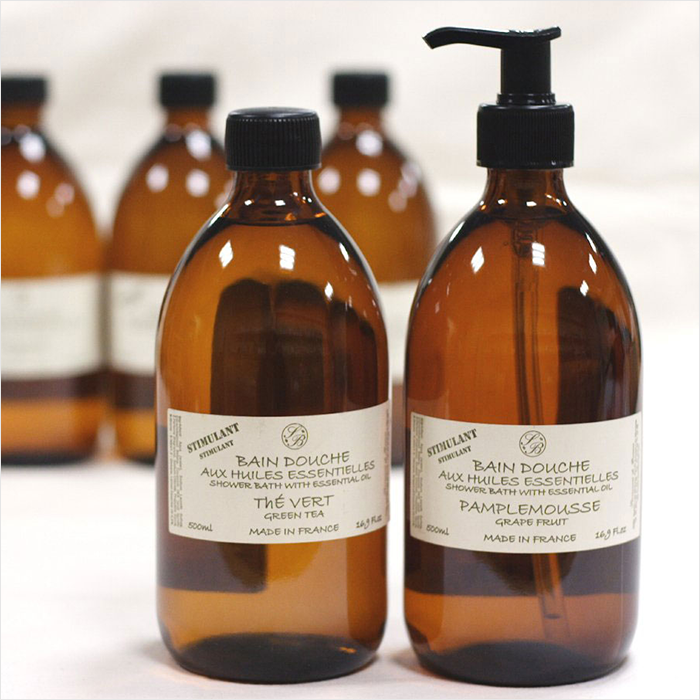 STIMULANT
STIMULANT
LB
BAIN DOUCHE
AUX HUILES ESSENTIELLES
SHOWER BATH WITH ESSENTIAL OIL
THÉ VERT
GREEN TEA
500ml
16,9 Fl.oz
MADE IN FRANCE
STIMULANT
STIMULANT
LB
BAIN DOUCHE
AUX HUILES ESSENTIELLES
SHOWER BATH WITH ESSENTIAL OIL
PAMPLEMOUSSE
GRAPE FRUIT
500ml
16,9 Fl.oz
MADE IN FRANCE